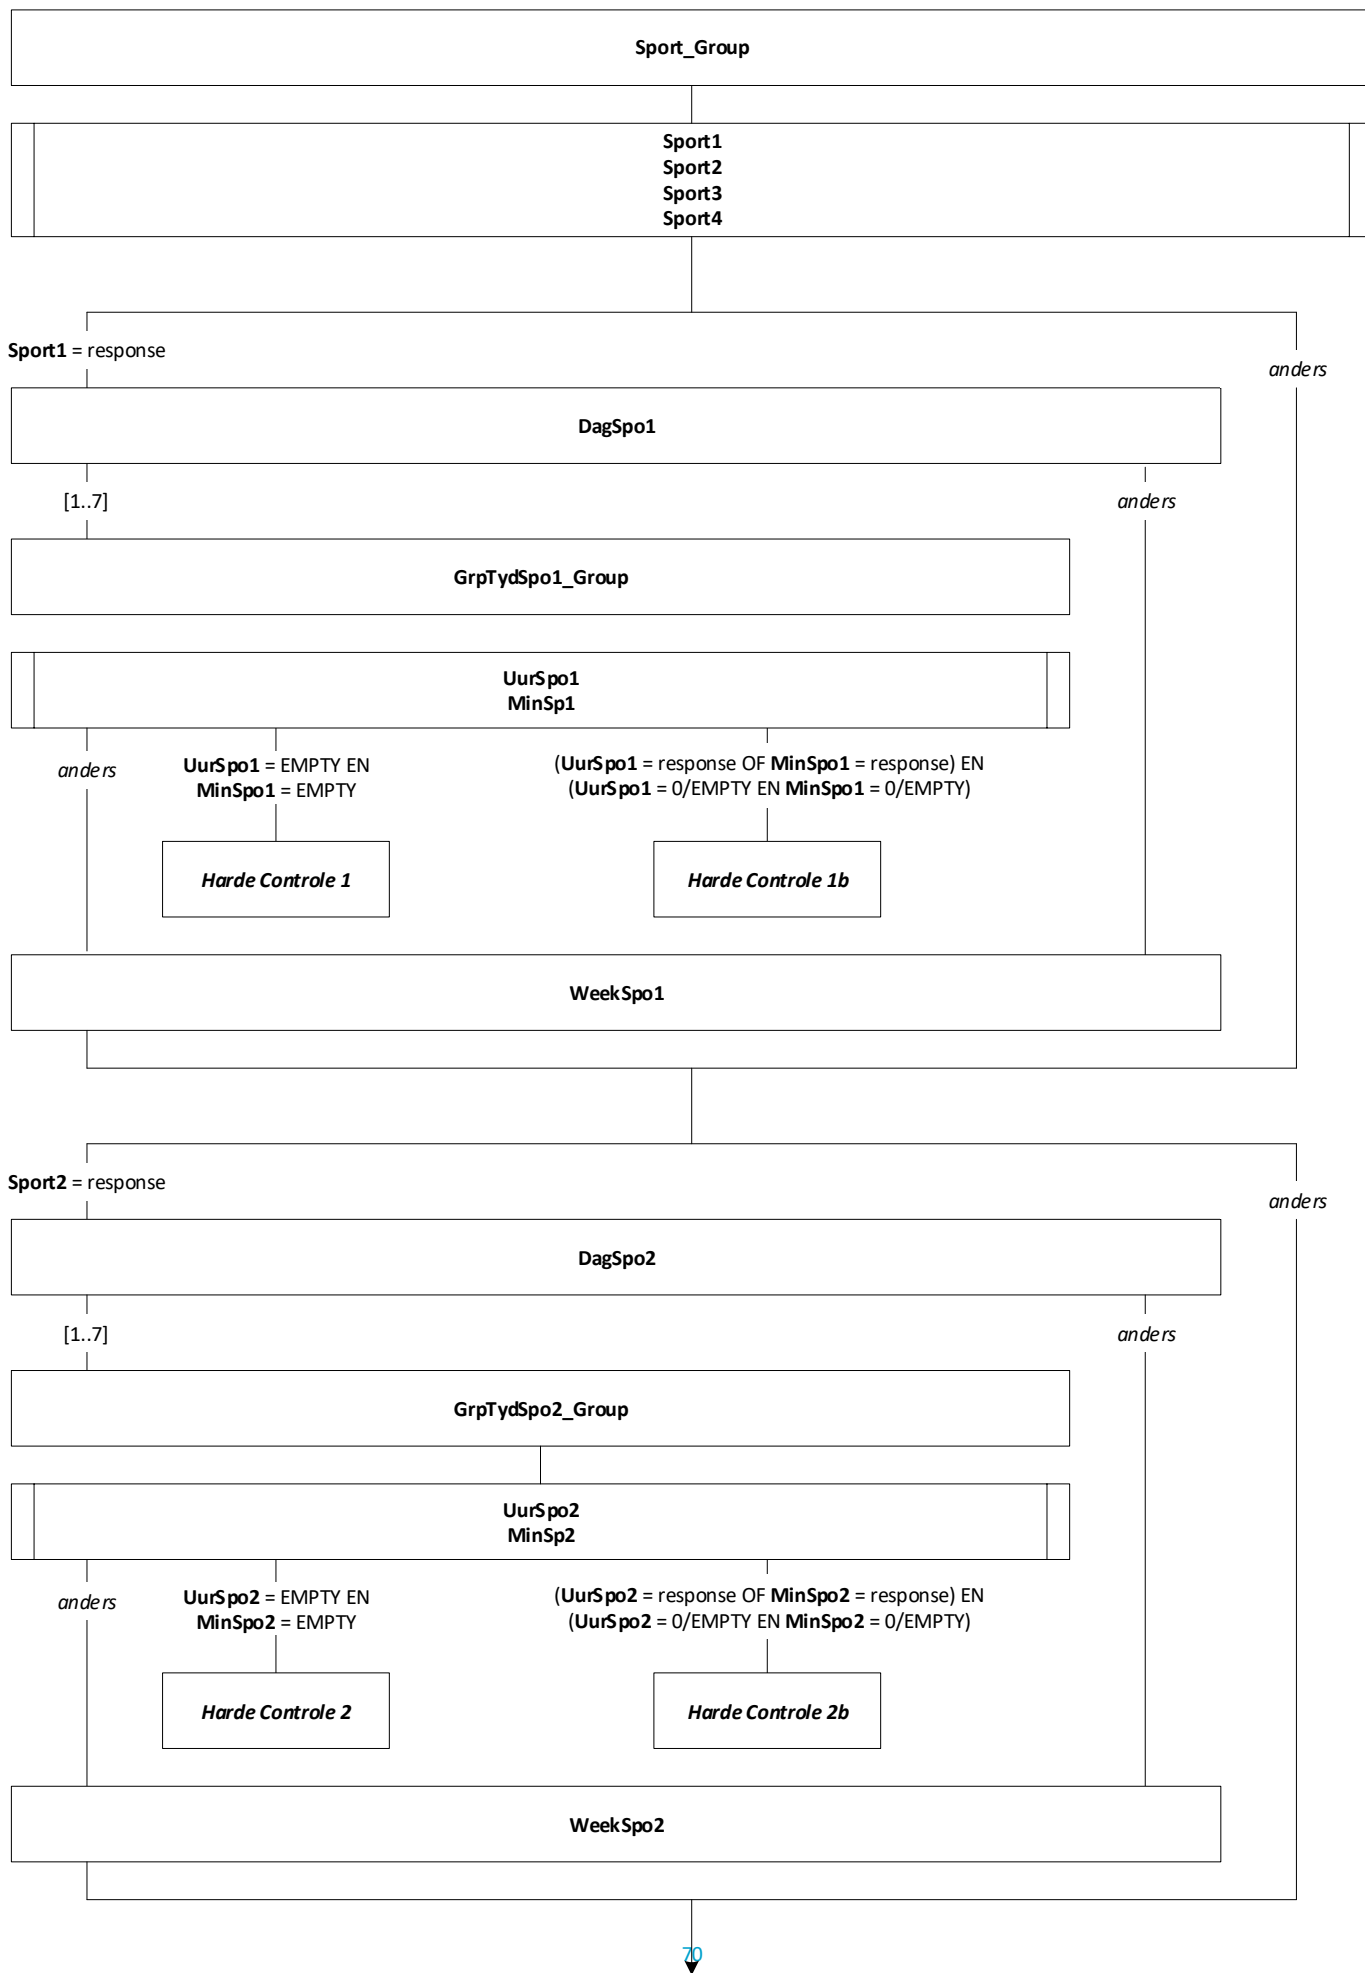 Sport_Group
Sport1
Sport2
Sport3
Sport4
Sport1 = response
anders
DagSpo1
[1..7]
anders
GrpTydSpo1_Group
UurSpo1
MinSp1
anders
UurSpo1 = EMPTY EN
MinSpo1 = EMPTY
(UurSpo1 = response OF MinSpo1 = response) EN
(UurSpo1 = 0/EMPTY EN MinSpo1 = 0/EMPTY)
Harde Controle 1
Harde Controle 1b
WeekSpo1
Sport2 = response
anders
DagSpo2
[1..7]
anders
GrpTydSpo2_Group
UurSpo2
MinSp2
anders
UurSpo2 = EMPTY EN
MinSpo2 = EMPTY
(UurSpo2 = response OF MinSpo2 = response) EN
(UurSpo2 = 0/EMPTY EN MinSpo2 = 0/EMPTY)
Harde Controle 2
Harde Controle 2b
WeekSpo2
70